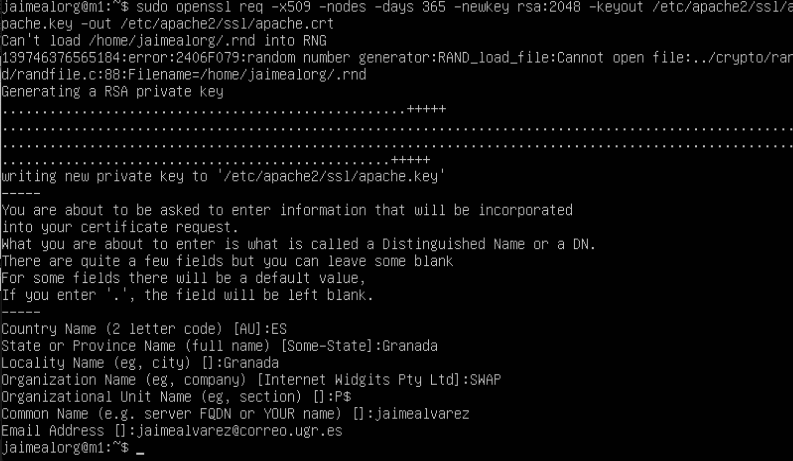 jaimealorg@m1:~$ sudo openssl req -x509 -nodes -days 365 -newkey rsa:2048 -keyout /etc/apache2/ssl/a
pache.key -out /etc/apache2/ssl/apache.crt
Can't load /home/jaimealorg/.rnd into RNG
139746376565184:error:2406F079:random number generator:RAND_load_file:Cannot open file:../crypto/ran
d/randfile.c:88:Filename=/home/jaimealorg/.rnd
Generating a RSA private key
...................................................+++++
....................................................................................................
....................................................................................................
.................................................+++++
writing new private key to '/etc/apache2/ssl/apache.key'
-----
You are about to be asked to enter information that will be incorporated
into your certificate request.
What you are about to enter is what is called a Distinguished Name or a DN.
There are quite a few fields but you can leave some blank
For some fields there will be a default value,
If you enter '.', the field will be left blank.
-----
Country Name (2 letter code) [AU]:ES
State or Province Name (full name) [Some-State]:Granada
Locality Name (eg, city) []:Granada
Organization Name (eg, company) [Internet Widgits Pty Ltd]:SWAP
Organizational Unit Name (eg, section) []:P$
Common Name (e.g. server FQDN or YOUR name) []:jaimealvarez
Email Address []:jaimealvarez@correo.ugr.es
jaimealorg@m1:~$ _